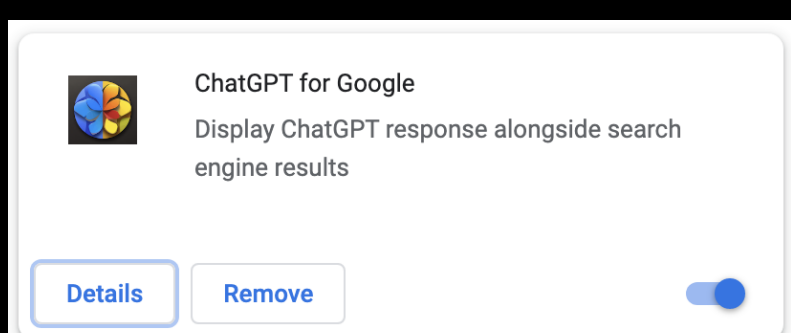 ChatGPT for Google
Display ChatGPT response alongside search
engine results
Details
Remove